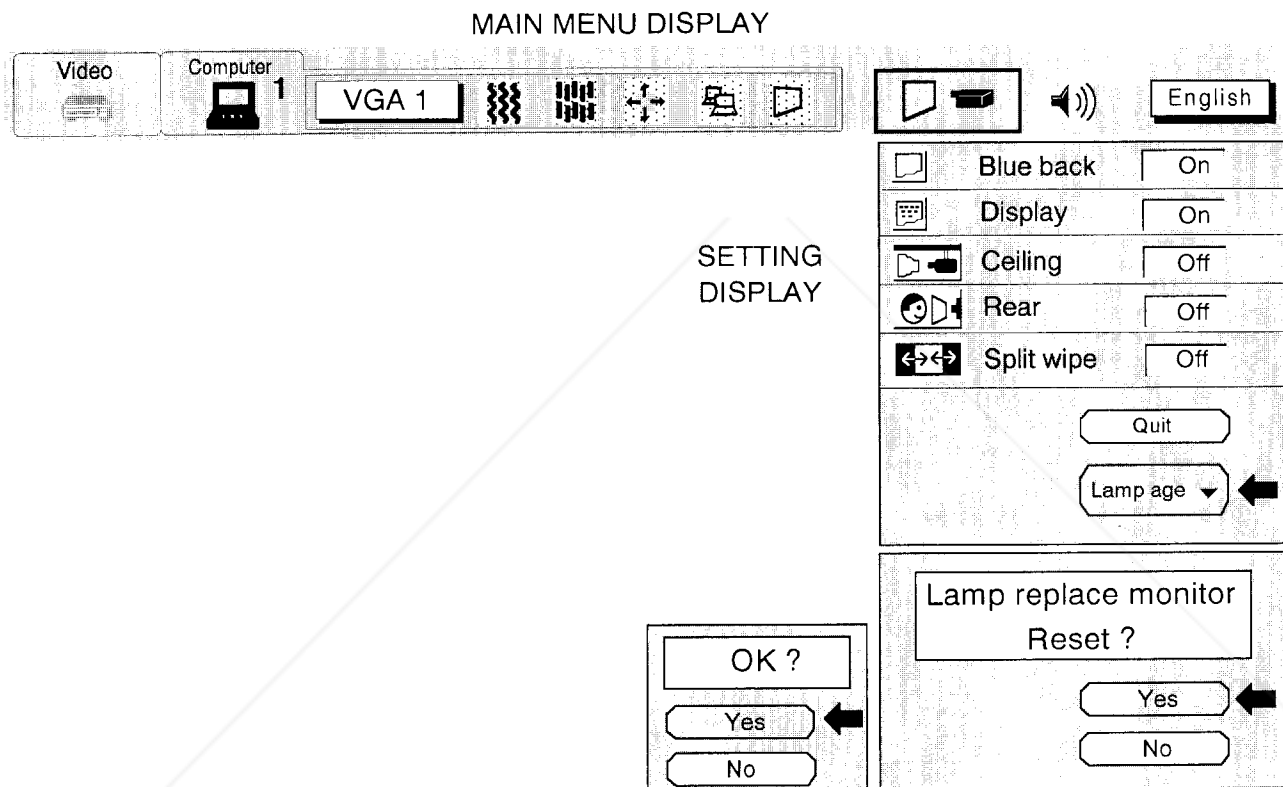 MAIN MENU DISPLAY
Video
Computer
1
VGA 1
English
Blue back On
Display On
SETTING
DISPLAY
Ceiling Off
Rear Off
Split wipe Off
Quit
Lamp age
Lamp replace monitor
Reset ?
Yes
No
OK ?
Yes
No